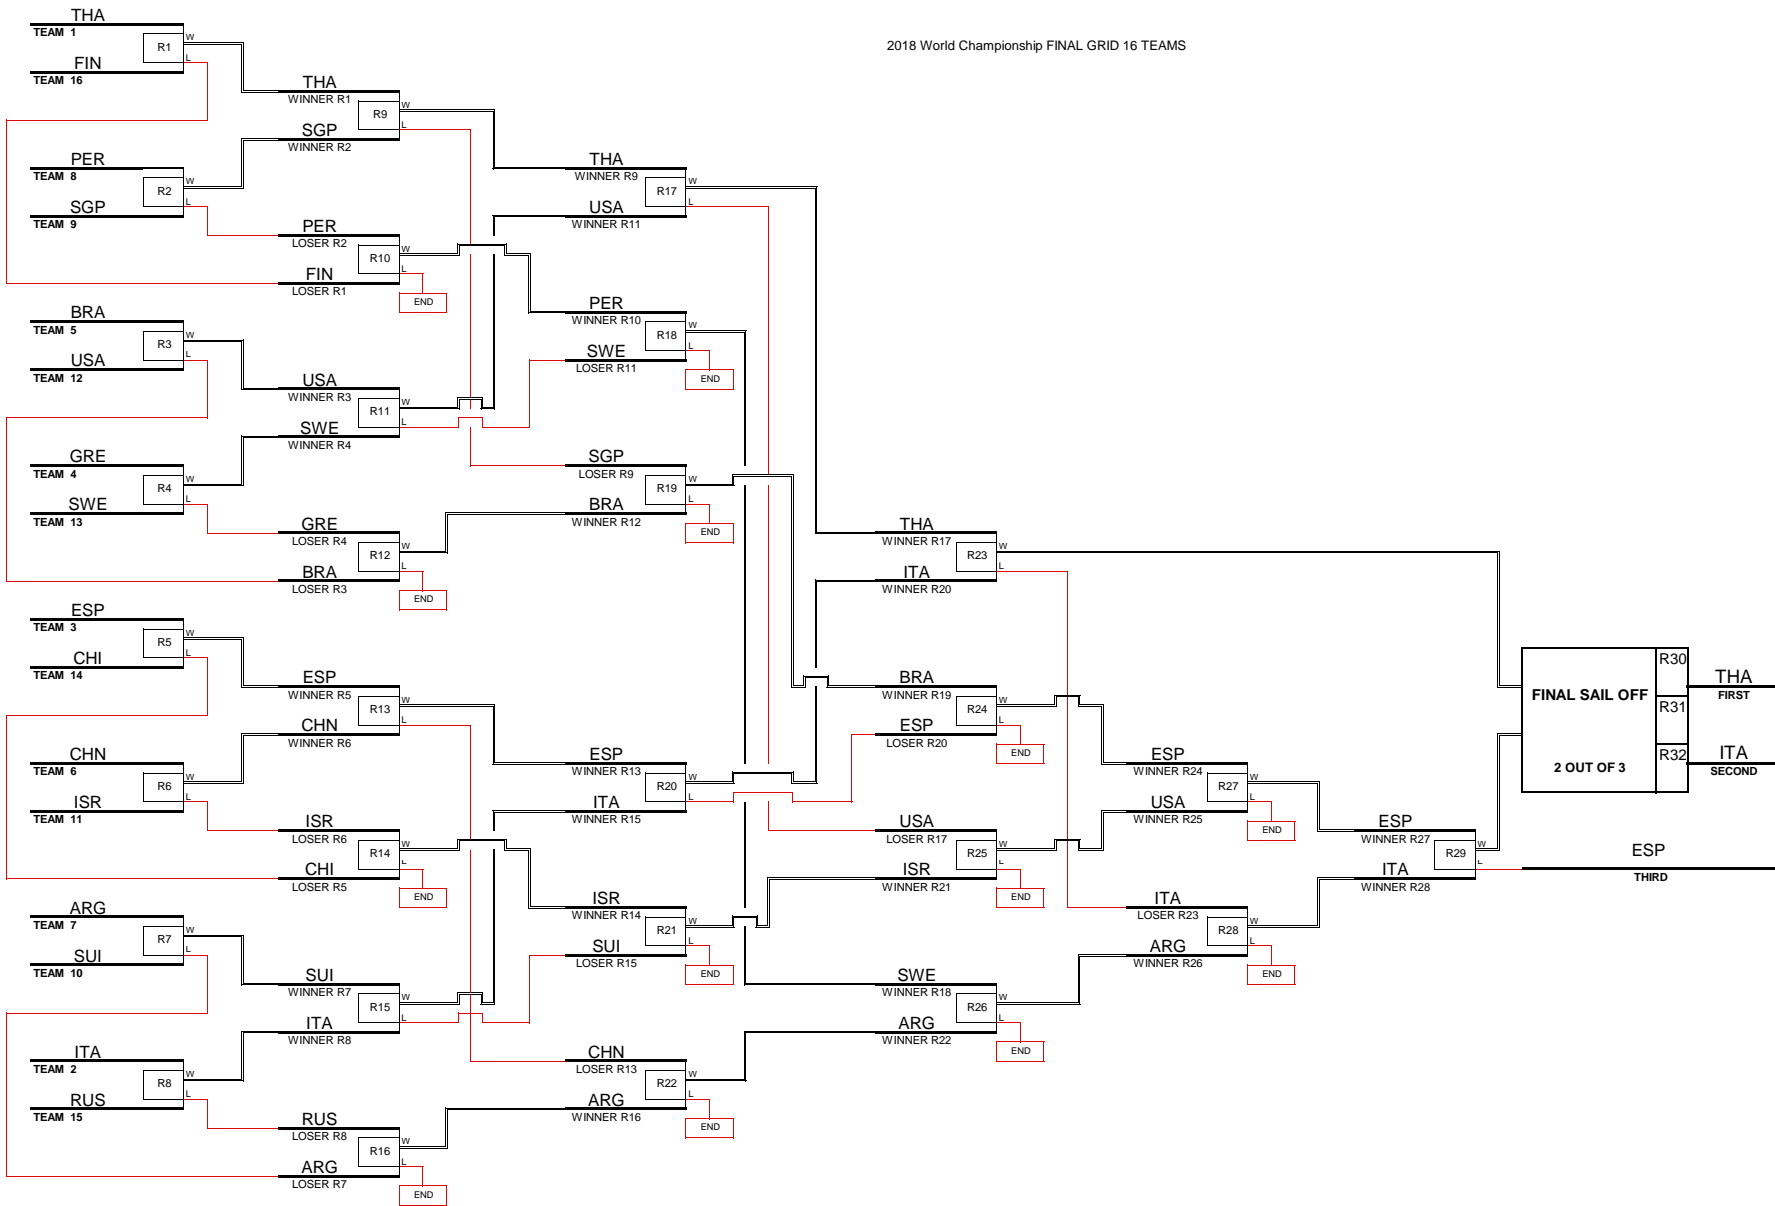 2018 World Championship FINAL GRID 16 TEAMS
THA
TEAM 1
R1
W
L
FIN
TEAM 16
PER
TEAM 8
R2
W
L
SGP
TEAM 9
BRA
TEAM 5
R3
W
L
USA
TEAM 12
GRE
TEAM 4
R4
W
L
SWE
TEAM 13
ESP
TEAM 3
R5
W
L
CHI
TEAM 14
CHN
TEAM 6
R6
W
L
ISR
TEAM 11
ARG
TEAM 7
R7
W
L
SUI
TEAM 10
ITA
TEAM 2
R8
W
L
RUS
TEAM 15
THA
WINNER R1
R9
W
L
SGP
WINNER R2
PER
LOSER R2
R10
W
L
FIN
LOSER R1
END
USA
WINNER R3
R11
W
L
SWE
WINNER R4
GRE
LOSER R4
R12
W
L
BRA
LOSER R3
END
ESP
WINNER R5
R13
W
L
CHN
WINNER R6
ISR
LOSER R6
R14
W
L
CHI
LOSER R5
END
SUI
WINNER R7
R15
W
L
ITA
WINNER R8
RUS
LOSER R8
R16
W
L
ARG
LOSER R7
END
THA
WINNER R9
R17
W
L
USA
WINNER R11
PER
WINNER R10
R18
W
L
SWE
LOSER R11
END
SGP
LOSER R9
R19
W
L
BRA
WINNER R12
END
ESP
WINNER R13
R20
W
L
ITA
WINNER R15
ISR
WINNER R14
R21
W
L
SUI
LOSER R15
END
CHN
LOSER R13
R22
W
L
ARG
WINNER R16
END
THA
WINNER R17
R23
W
L
ITA
WINNER R20
BRA
WINNER R19
R24
W
L
ESP
LOSER R20
END
USA
LOSER R17
R25
W
L
ISR
WINNER R21
END
SWE
WINNER R18
R26
W
L
ARG
WINNER R22
END
ESP
WINNER R24
R27
W
L
USA
WINNER R25
END
ITA
LOSER R23
R28
W
L
ARG
WINNER R26
END
ESP
WINNER R27
R29
W
L
ITA
WINNER R28
FINAL SAIL OFF
2 OUT OF 3
R30
R31
R32
THA
FIRST
ITA
SECOND
ESP
THIRD